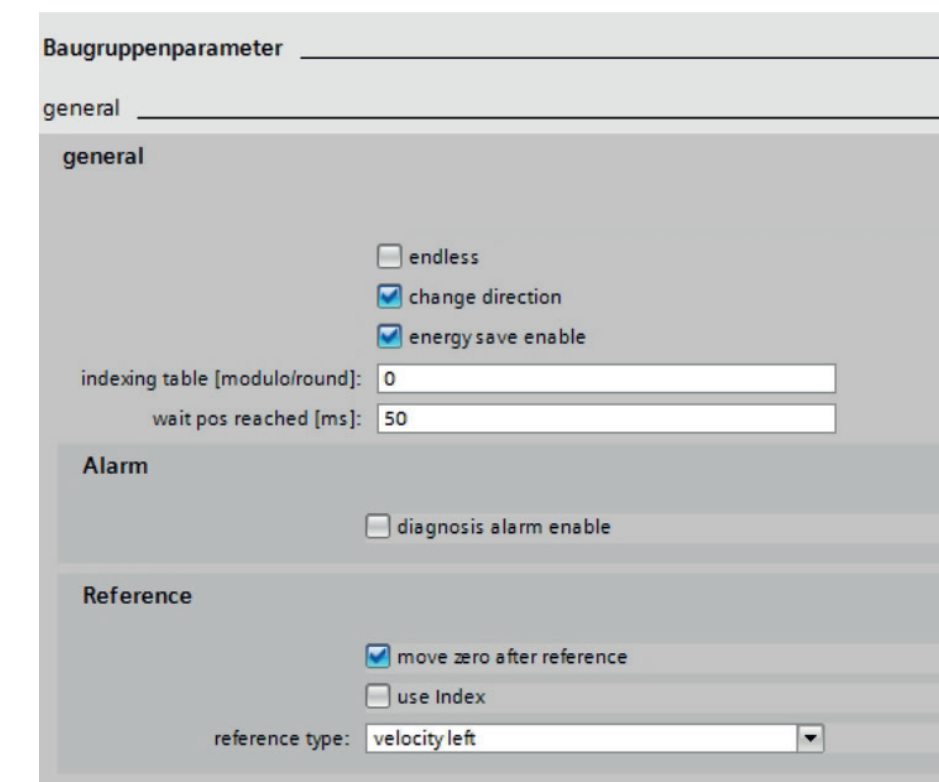 Baugruppenparameter
general
general
endless
change direction
energy save enable
indexing table [modulo/round]: 0
wait pos reached [ms]: 50
Alarm
diagnosis alarm enable
Reference
move zero after reference
use Index
reference type: velocity left